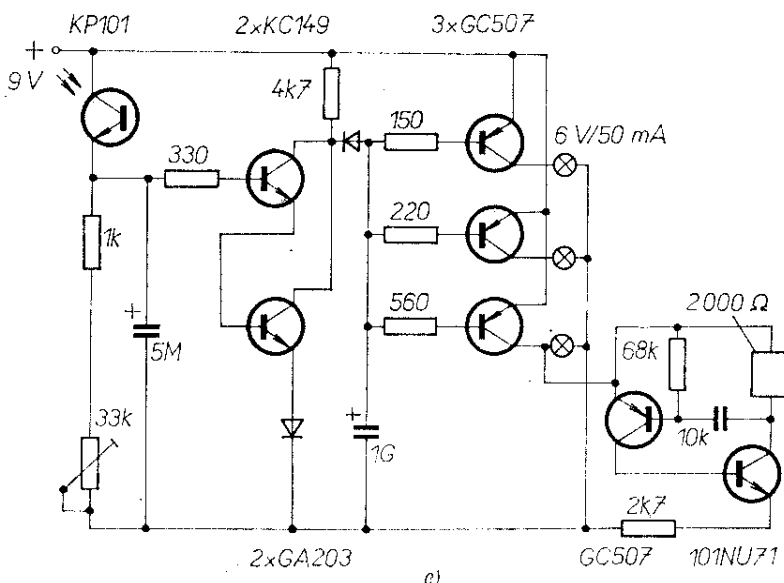 KP101 2xKC149 3xGC507
+
9V
4k7
150
6 V/50 mA
330
1k
220
560
2000 Ω
68k
+
5M
33k
+
1G
10k
2k7
2xGA203 GC507 101NU71
e)